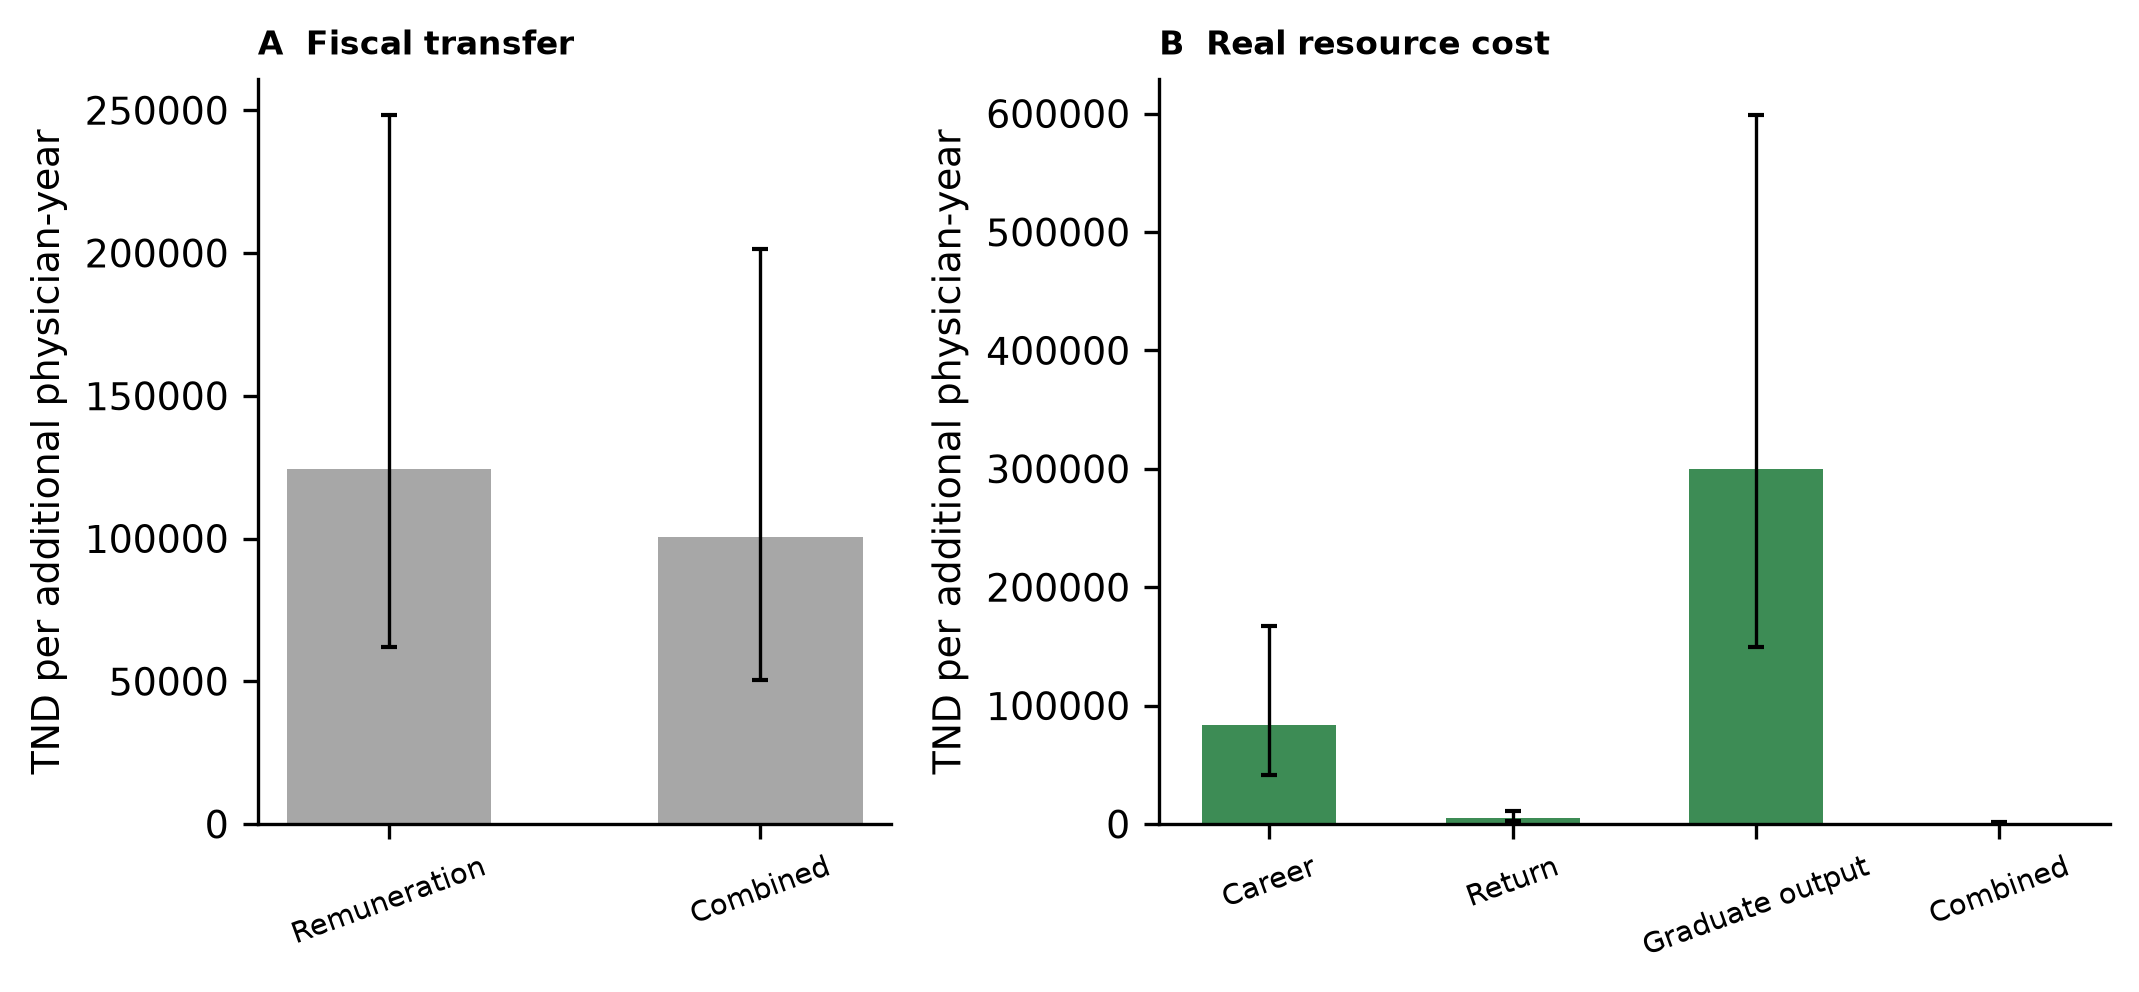 A  Fiscal transfer
TND per additional physician-year
250000
200000
150000
100000
50000
0
Remuneration
Combined
B  Real resource cost
TND per additional physician-year
600000
500000
400000
300000
200000
100000
0
Career
Return
Graduate output
Combined